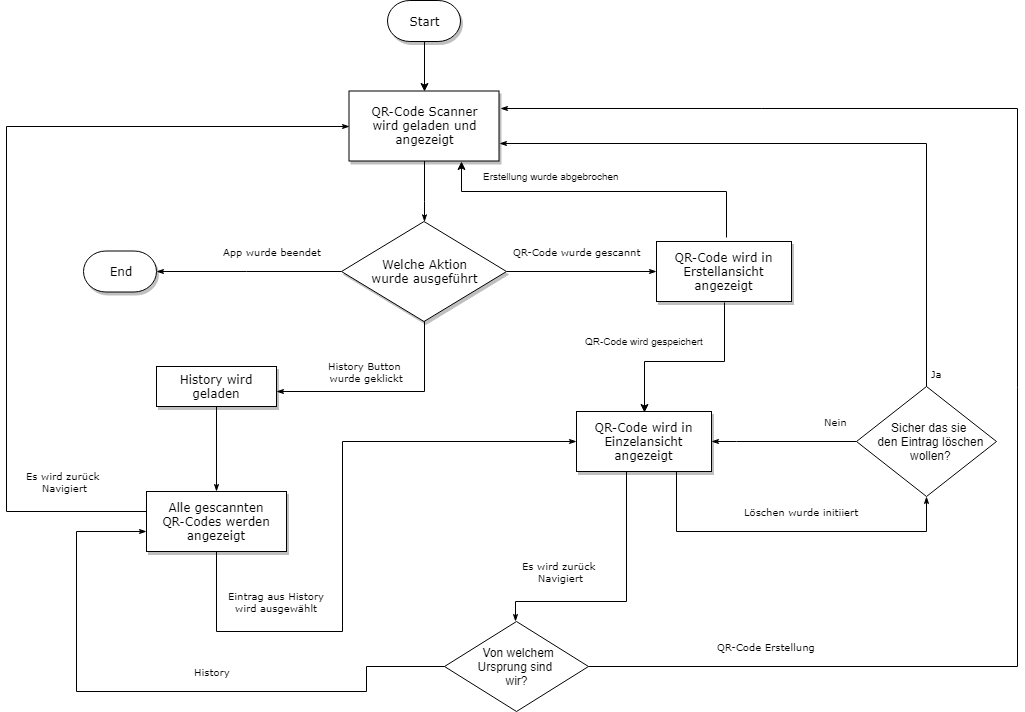 Start
QR-Code Scanner
wird geladen und
angezeigt
Erstellung wurde abgebrochen
App wurde beendet
QR-Code wurde gescannt
End
Welche Aktion
wurde ausgeführt
QR-Code wird in
Erstellansicht
angezeigt
QR-Code wird gespeichert
History Button
wurde geklickt
History wird
geladen
Ja
Nein
QR-Code wird in
Einzelansicht
angezeigt
Sicher das sie
den Eintrag löschen
wollen?
Es wird zurück
Navigiert
Alle gescannten
QR-Codes werden
angezeigt
Löschen wurde initiiert
Es wird zurück
Navigiert
Eintrag aus History
wird ausgewählt
Von welchem
Ursprung sind
wir?
QR-Code Erstellung
History